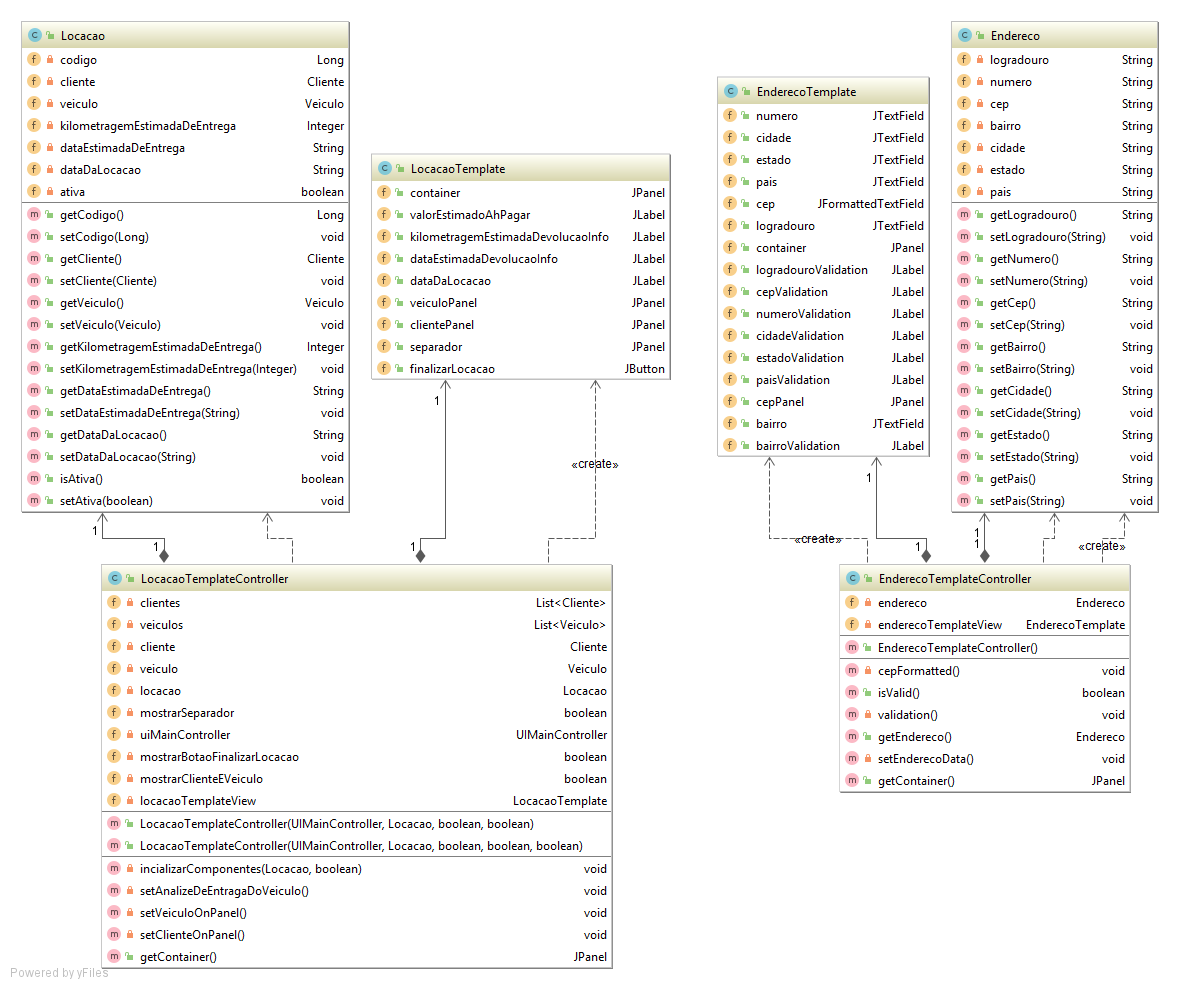 Locacao
codigo Long
cliente Cliente
veiculo Veiculo
kilometragemEstimadaDeEntrega Integer
dataEstimadaDeEntrega String
dataDaLocacao String
ativa boolean
getCodigo() Long
setCodigo(Long) void
getCliente() Cliente
setCliente(Cliente) void
getVeiculo() Veiculo
setVeiculo(Veiculo) void
getKilometragemEstimadaDeEntrega() Integer
setKilometragemEstimadaDeEntrega(Integer) void
getDataEstimadaDeEntrega() String
setDataEstimadaDeEntrega(String) void
getDataDaLocacao() String
setDataDaLocacao(String) void
isAtiva() boolean
setAtiva(boolean) void
LocacaoTemplate
container JPanel
valorEstimadoAhPagar JLabel
kilometragemEstimadaDevolucaoInfo JLabel
dataEstimadaDevolucaoInfo JLabel
dataDaLocacao JLabel
veiculoPanel JPanel
clientePanel JPanel
separador JPanel
finalizarLocacao JButton
EnderecoTemplate
numero JTextField
cidade JTextField
estado JTextField
pais JTextField
cep JFormattedTextField
logradouro JTextField
container JPanel
logradouroValidation JLabel
cepValidation JLabel
numeroValidation JLabel
cidadeValidation JLabel
estadoValidation JLabel
paisValidation JLabel
cepPanel JPanel
bairro JTextField
bairroValidation JLabel
Endereco
logradouro String
numero String
cep String
bairro String
cidade String
estado String
pais String
getLogradouro() String
setLogradouro(String) void
getNumero() String
setNumero(String) void
getCep() String
setCep(String) void
getBairro() String
setBairro(String) void
getCidade() String
setCidade(String) void
getEstado() String
setEstado(String) void
getPais() String
setPais(String) void
1
1
1
«create»
1
«create»
1
1
1
1
«create»
LocacaoTemplateController
clientes List<Cliente>
veiculos List<Veiculo>
cliente Cliente
veiculo Veiculo
locacao Locacao
mostrarSeparador boolean
uiMainController UIMainController
mostrarBotaoFinalizarLocacao boolean
mostrarClienteEVeiculo boolean
locacaoTemplateView LocacaoTemplate
LocacaoTemplateController(UIMainController, Locacao, boolean, boolean)
LocacaoTemplateController(UIMainController, Locacao, boolean, boolean, boolean)
incializarComponentes(Locacao, boolean) void
setAnalizeDeEntragaDoVeiculo() void
setVeiculoOnPanel() void
setClienteOnPanel() void
getContainer() JPanel
EnderecoTemplateController
endereco Endereco
enderecoTemplateView EnderecoTemplate
EnderecoTemplateController()
cepFormatted() void
isValid() boolean
validation() void
getEndereco() Endereco
setEnderecoData() void
getContainer() JPanel
Powered by yFiles